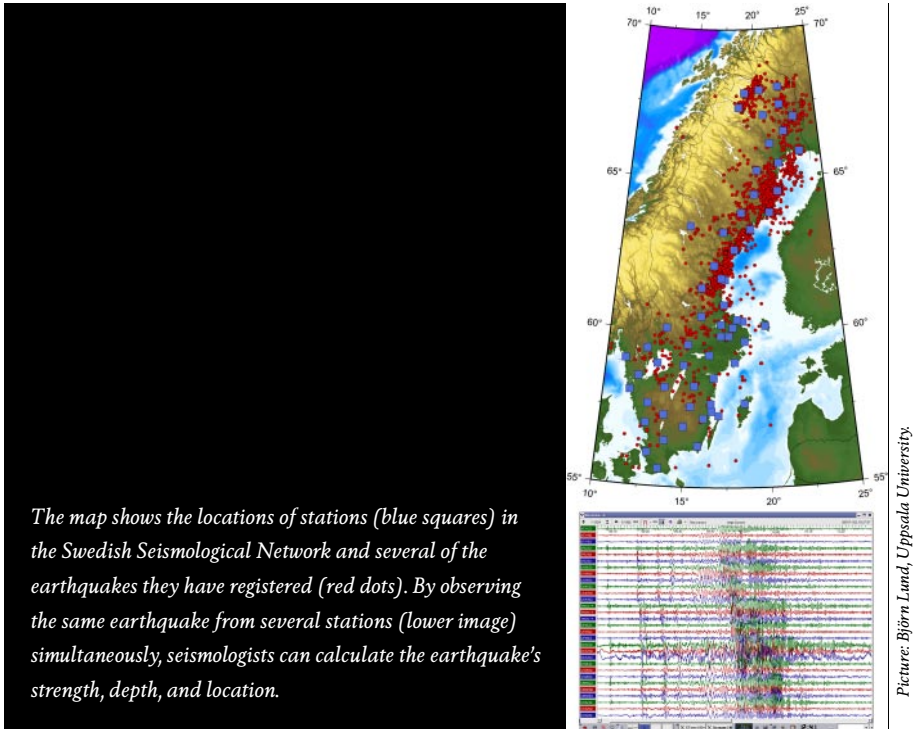 The map shows the locations of stations (blue squares) in
the Swedish Seismological Network and several of the
earthquakes they have registered (red dots). By observing
the same earthquake from several stations (lower image)
simultaneously, seismologists can calculate the earthquake’s
strength, depth, and location.
10° 15° 20° 25°
70° 70°
65° 65°
60° 60°
55° 55°
10° 15° 20° 25°
Picture: Björn Lund, Uppsala University.